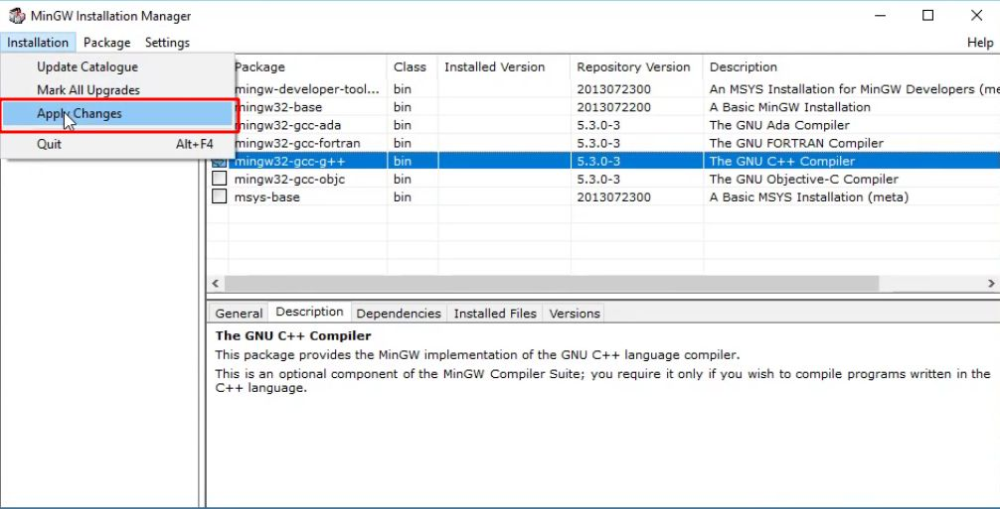 MinGW Installation Manager
Installation Package Settings Help
Update Catalogue
Mark All Upgrades
Apply Changes
Quit Alt+F4
Package Class Installed Version Repository Version Description
mingw-developer-tool... bin 2013072300 An MSYS Installation for MinGW Developers (me
mingw32-base bin 2013072200 A Basic MinGW Installation
mingw32-gcc-ada bin 5.3.0-3 The GNU Ada Compiler
mingw32-gcc-fortran bin 5.3.0-3 The GNU FORTRAN Compiler
mingw32-gcc-g++ bin 5.3.0-3 The GNU C++ Compiler
mingw32-gcc-objc bin 5.3.0-3 The GNU Objective-C Compiler
msys-base bin 2013072300 A Basic MSYS Installation (meta)
General Description Dependencies Installed Files Versions
The GNU C++ Compiler
This package provides the MinGW implementation of the GNU C++ language compiler.
This is an optional component of the MinGW Compiler Suite; you require it only if you wish to compile programs written in the
C++ language.